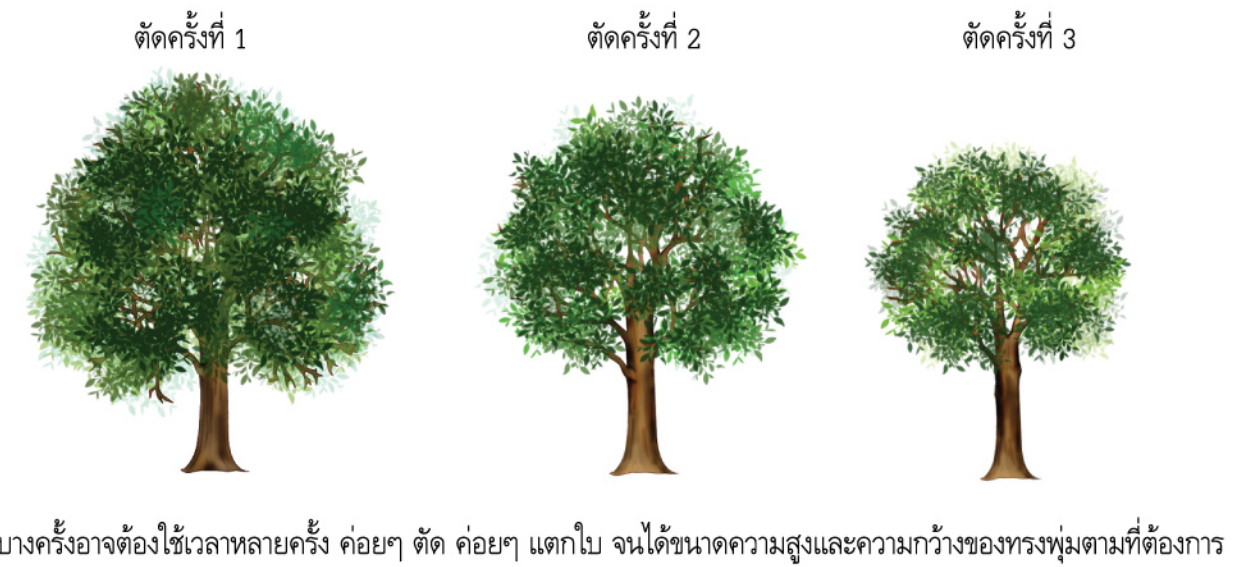 ตัดครั้งที่ 1 ตัดครั้งที่ 2 ตัดครั้งที่ 3
บางครั้งอาจต้องใช้เวลาหลายครั้ง ค่อยๆ ตัด ค่อยๆ แตกใบ จนได้ขนาดความสูงและความกว้างของทรงพุ่มตามที่ต้องการ